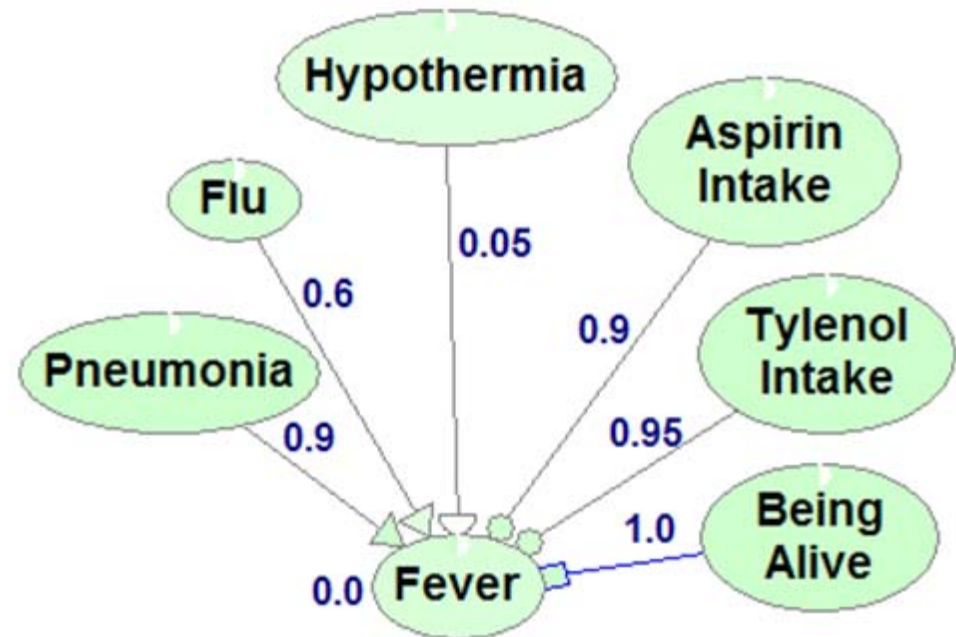 Hypothermia
Aspirin
Intake
Flu
0.05
0.6
0.9
Tylenol
Intake
Pneumonia
0.9
0.95
Being
Alive
1.0
0.0
Fever